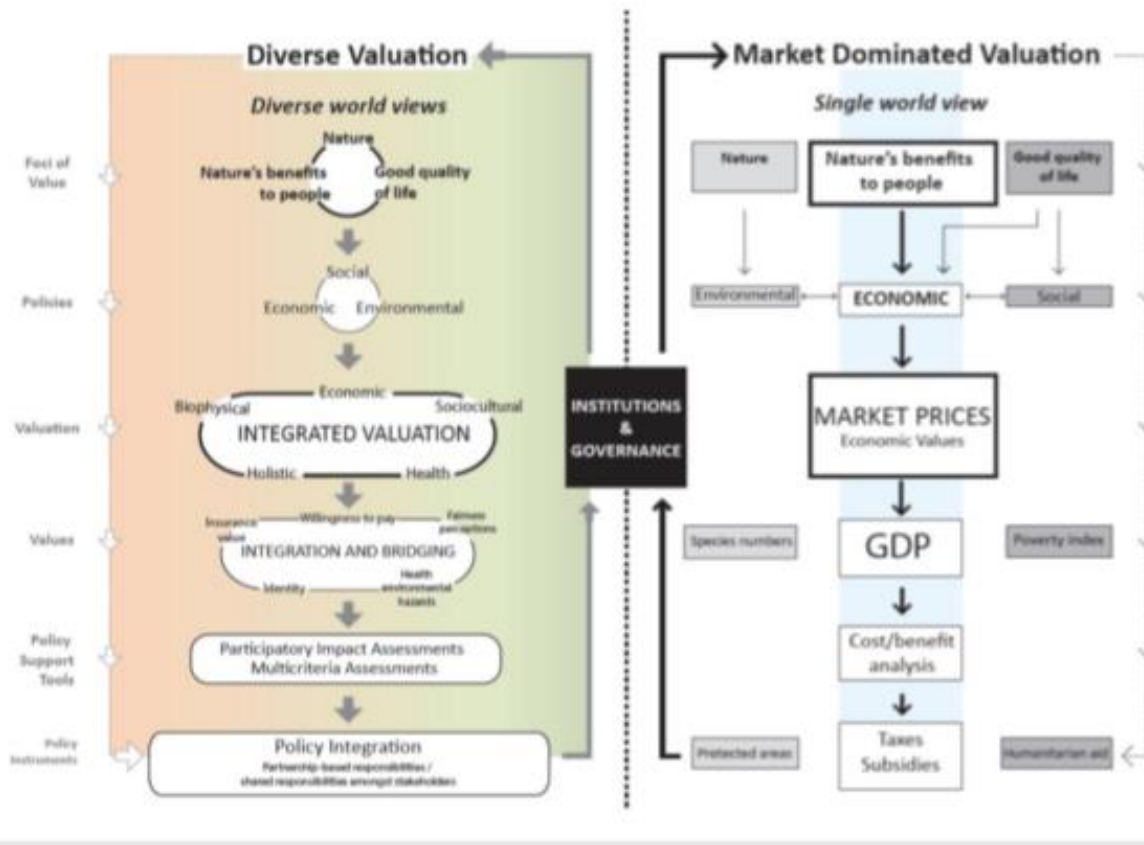 Diverse Valuation
Diverse world views
Foci of
Value
Nature
Nature's benefits
to people
Good quality
of life
Policies
Social
Economic
Environmental
Valuation
Economic
Biophysical
Sociocultural
INTEGRATED VALUATION
Holistic
Health
Values
Insurance
value
Willingness to pay
Fairness
perceptions
INTEGRATION AND BRIDGING
Identity
Health
environmental
hazards
Policy
Support
Tools
Participatory Impact Assessments
Multicriteria Assessments
Policy
Instruments
Policy Integration
Partnership-based responsibilities /
shared responsibilities amongst stakeholders
INSTITUTIONS
&
GOVERNANCE
Market Dominated Valuation
Single world view
Nature
Nature's benefits
to people
Good quality
of life
Environmental
ECONOMIC
Social
MARKET PRICES
Economic Values
Species numbers
GDP
Poverty index
Cost/benefit
analysis
Protected areas
Taxes
Subsidies
Humanitarian aid